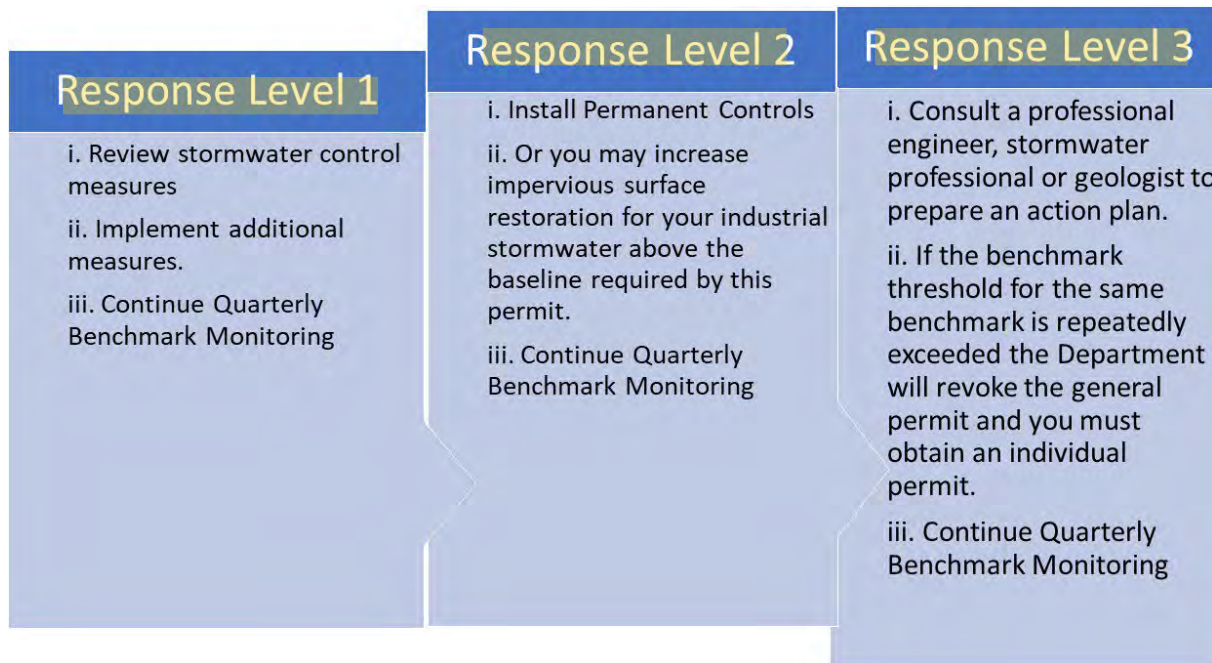 Response Level 1
i. Review stormwater control
measures
ii. Implement additional
measures.
iii. Continue Quarterly
Benchmark Monitoring
Response Level 2
i. Install Permanent Controls
ii. Or you may increase
impervious surface
restoration for your industrial
stormwater above the
baseline required by this
permit.
iii. Continue Quarterly
Benchmark Monitoring
Response Level 3
i. Consult a professional
engineer, stormwater
professional or geologist to
prepare an action plan.
ii. If the benchmark
threshold for the same
benchmark is repeatedly
exceeded the Department
will revoke the general
permit and you must
obtain an individual
permit.
iii. Continue Quarterly
Benchmark Monitoring